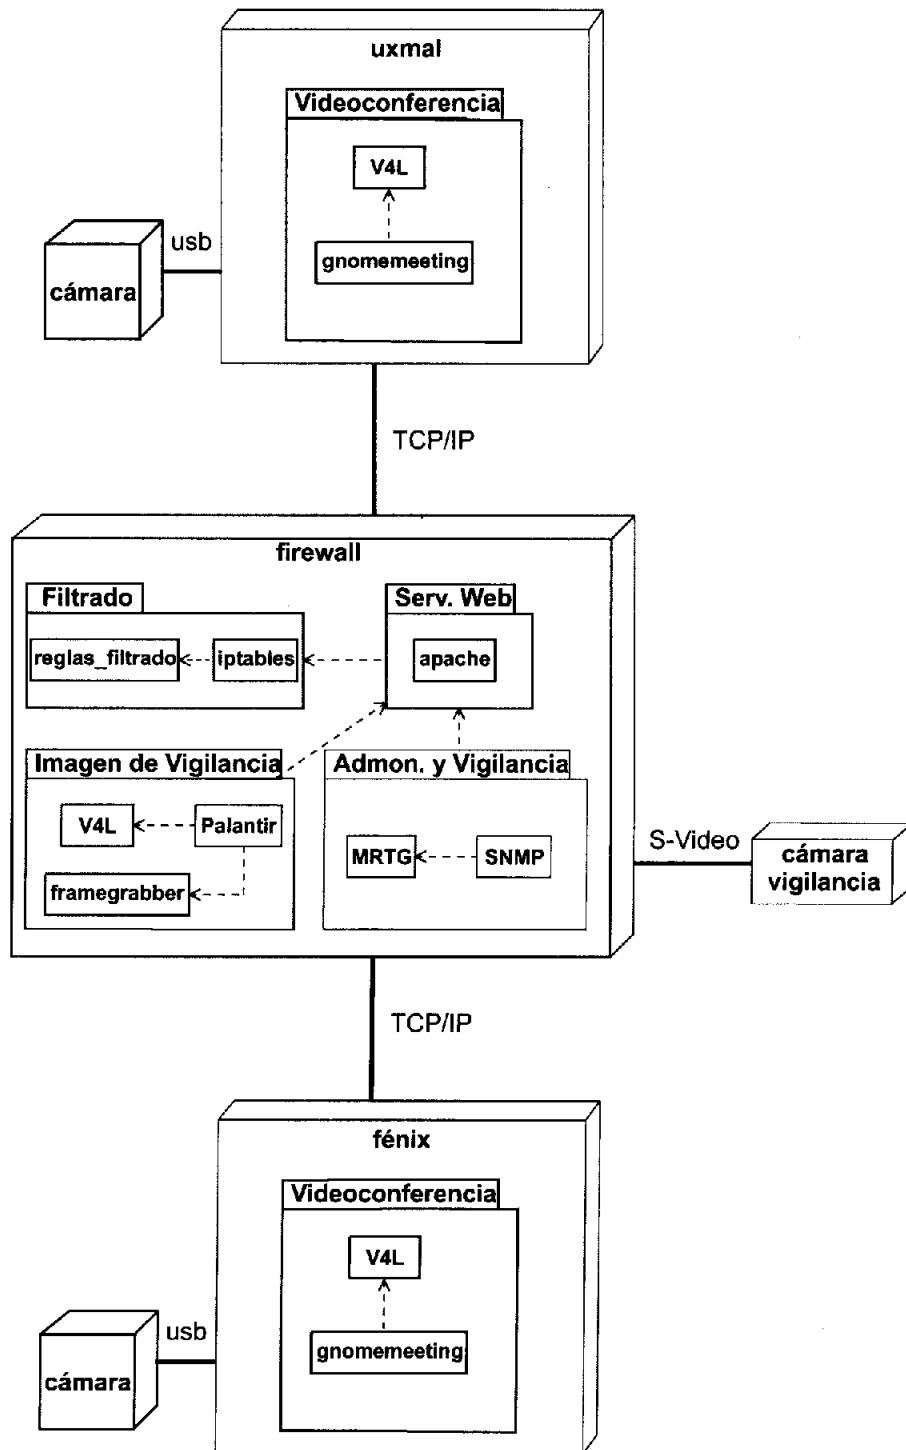 uxmal
Videoconferencia
V4L
gnomemeeting
usb
cámara
TCP/IP
firewall
Filtrado
Serv. Web
reglas_filtrado
iptables
apache
Imagen de Vigilancia
Admon. y Vigilancia
V4L
Palantir
MRTG
SNMP
framegrabber
S-Video
cámara
vigilancia
TCP/IP
fénix
Videoconferencia
V4L
gnomemeeting
usb
cámara